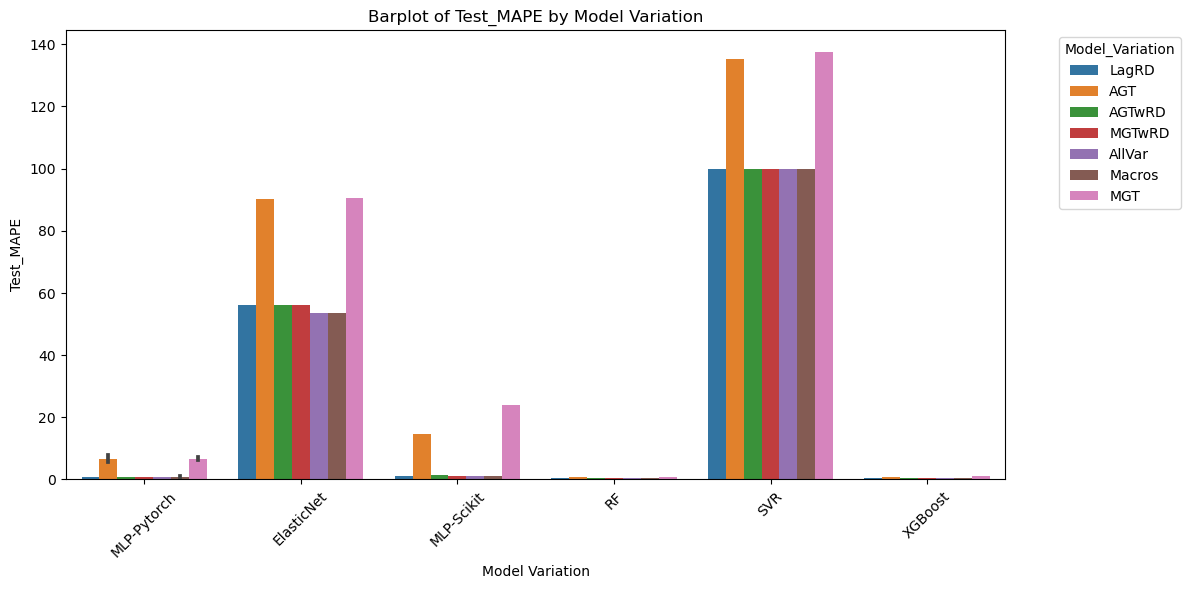 Barplot of Test_MAPE by Model Variation
Test_MAPE
140
120
100
80
60
40
20
0
MLP-Pytorch
ElasticNet
MLP-Scikit
RF
SVR
XGBoost
Model Variation
Model_Variation
LagRD
AGT
AGTwRD
MGTwRD
AllVar
Macros
MGT